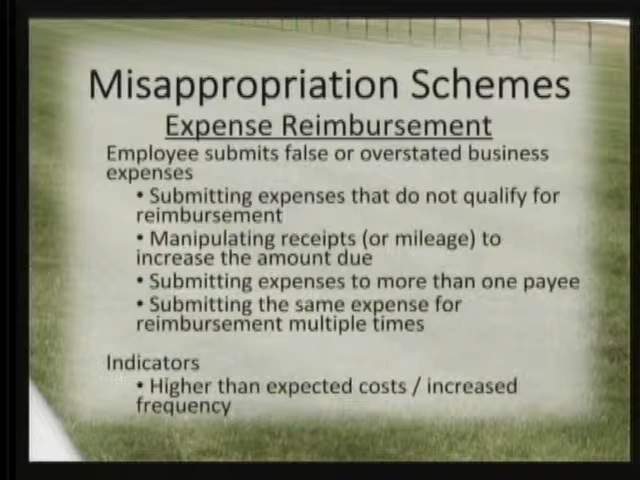 Misappropriation Schemes
Expense Reimbursement
Employee submits false or overstated business
expenses
• Submitting expenses that do not qualify for
reimbursement
• Manipulating receipts (or mileage) to
increase the amount due
• Submitting expenses to more than one payee
• Submitting the same expense for
reimbursement multiple times
Indicators
• Higher than expected costs / increased
frequency